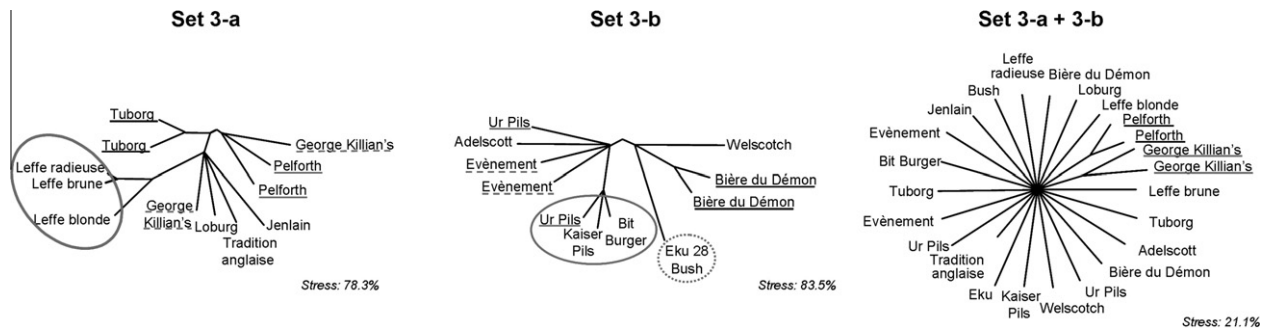 Set 3-a
Tuborg
Tuborg
George Killian's
Pelforth
Pelforth
Leffe radieuse
Leffe brune
Leffe blonde
George
Killian's
Loburg
Tradition
anglaise
Jenlain
Stress: 78.3%
Set 3-b
Ur Pils
Adelscott
Evènement
Evènement
Welscotch
Bière du Démon
Bière du Démon
Ur Pils
Kaiser
Pils
Bit
Burger
Eku 28
Bush
Stress: 83.5%
Set 3-a + 3-b
Leffe
radieuse
Bière du Démon
Bush
Loburg
Jenlain
Leffe blonde
Pelforth
Evènement
Pelforth
George Killian's
Bit Burger
George Killian's
Tuborg
Leffe brune
Evènement
Tuborg
Ur Pils
Adelscott
Tradition
anglaise
Bière du Démon
Eku
Kaiser
Pils
Welscotch
Ur Pils
Stress: 21.1%